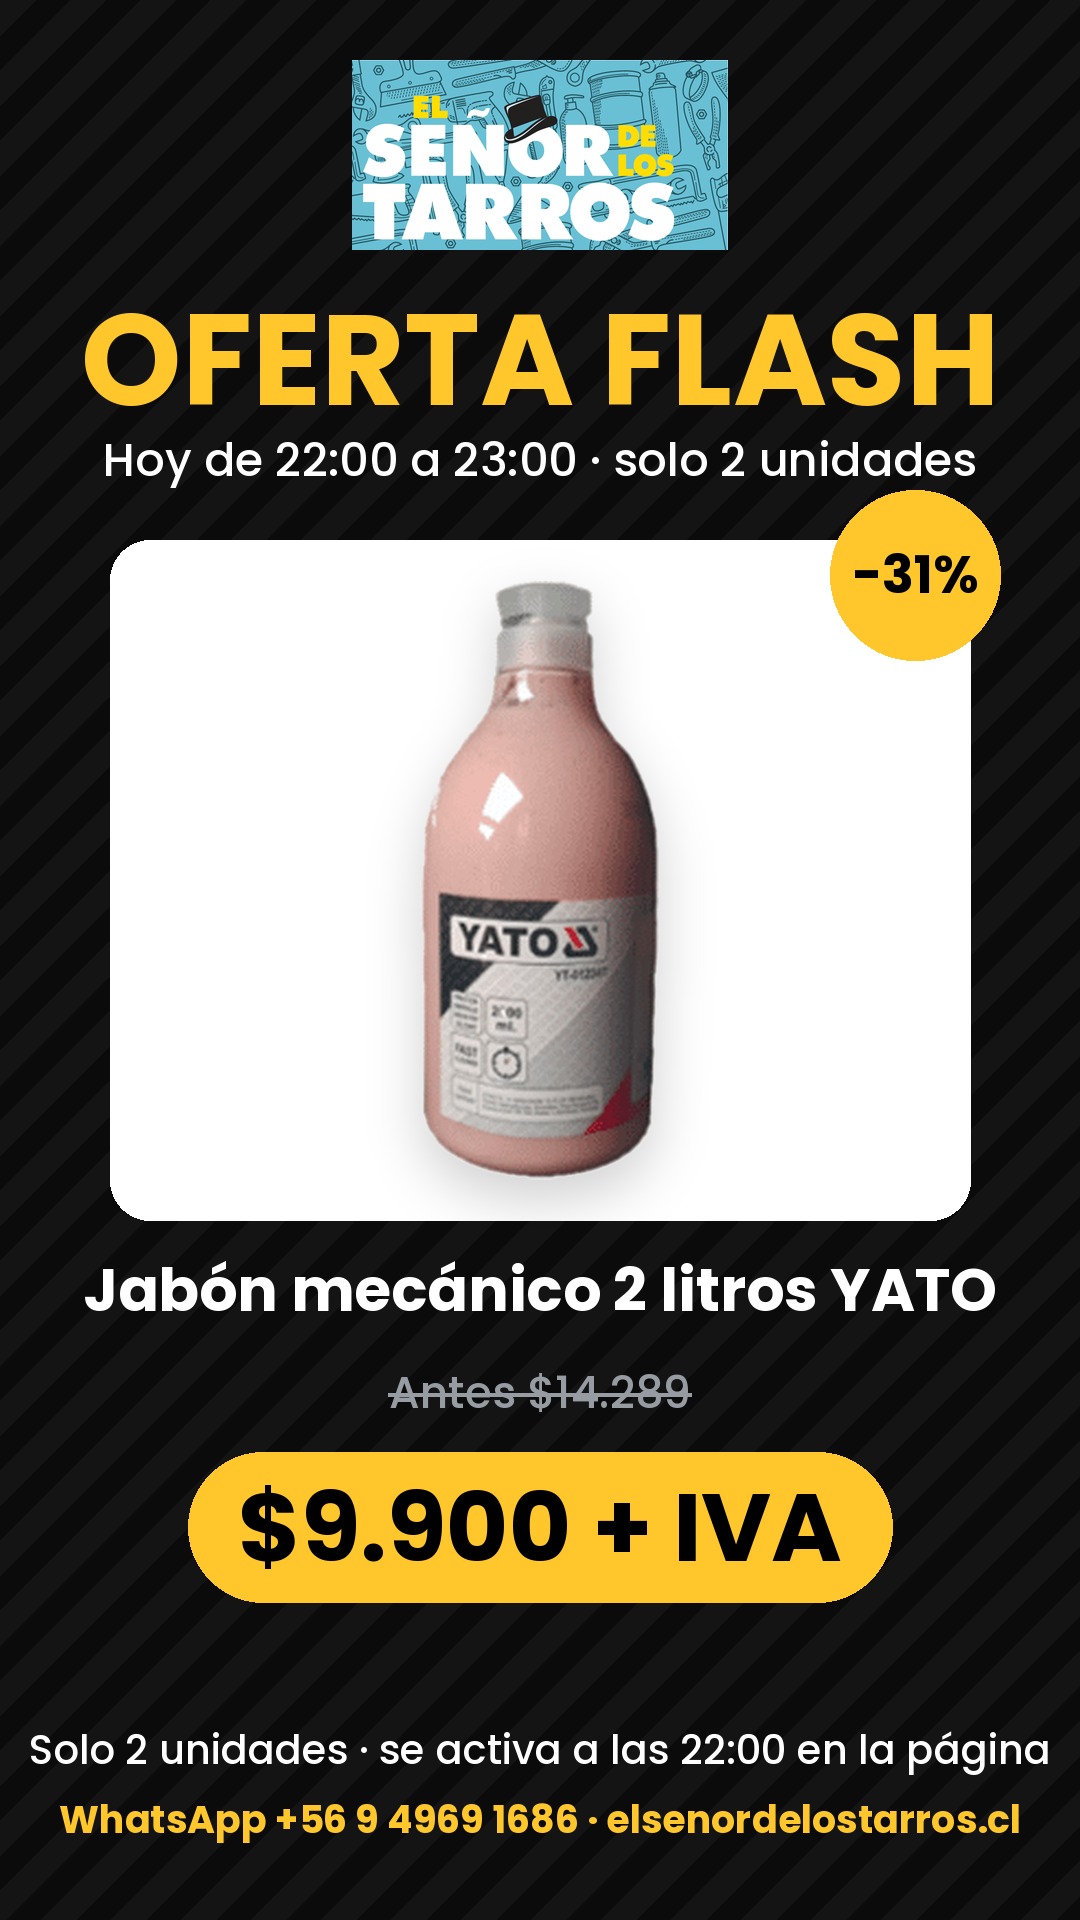 EL
SEÑOR DE LOS
TARROS
OFERTA FLASH
Hoy de 22:00 a 23:00 · solo 2 unidades
-31%
YATO
ml.
FAST
Jabón mecánico 2 litros YATO
Antes $14.289
$9.900 + IVA
Solo 2 unidades · se activa a las 22:00 en la página
WhatsApp +56 9 4969 1686 · elsenordelostarros.cl